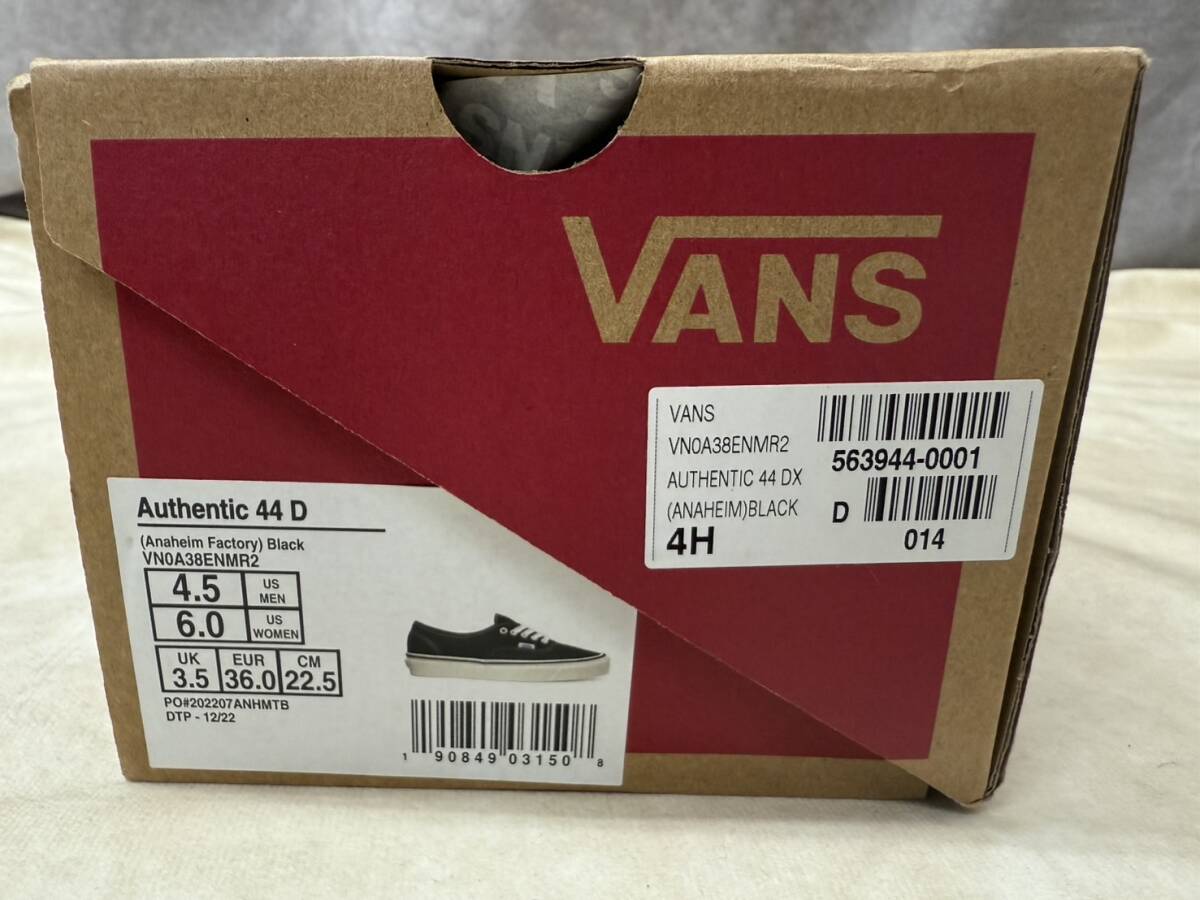 VANS
VANS
VN0A38ENMR2
AUTHENTIC 44 DX
(ANAHEIM)BLACK
4H
563944-0001
D
014
Authentic 44 D
(Anaheim Factory) Black
VN0A38ENMR2
4.5 US MEN
6.0 US WOMEN
UK EUR CM
3.5 36.0 22.5
PO#202207ANHMTB
DTP - 12/22
1 90849 03150 8